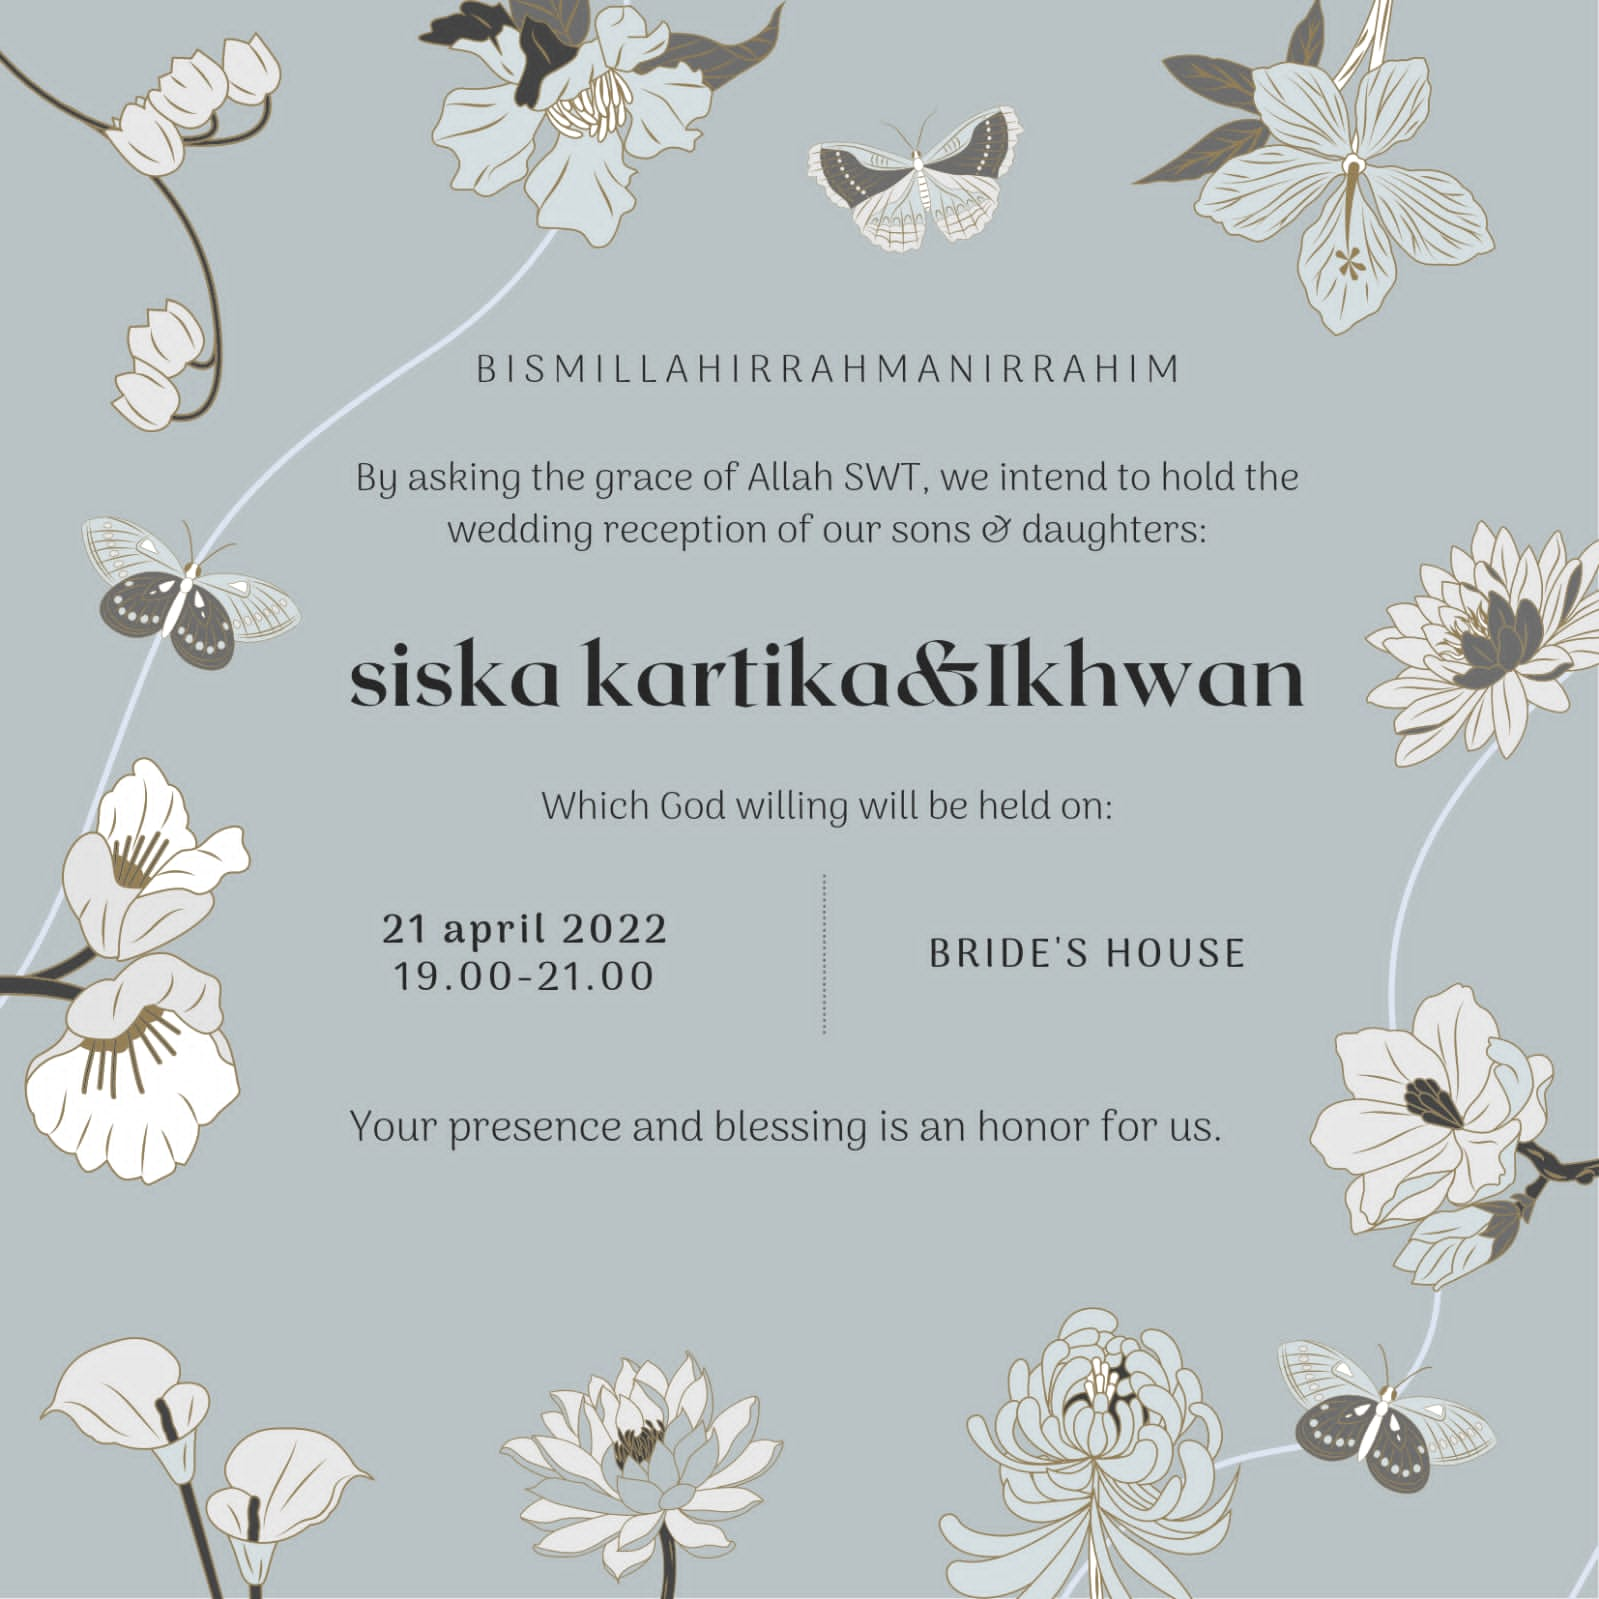 BISMILLAHIRRAHMANIRRAHIM
By asking the grace of Allah SWT, we intend to hold the
wedding reception of our sons & daughters:
siska kartika&Ikhwan
Which God willing will be held on:
21 april 2022
19.00-21.00
BRIDE'S HOUSE
Your presence and blessing is an honor for us.